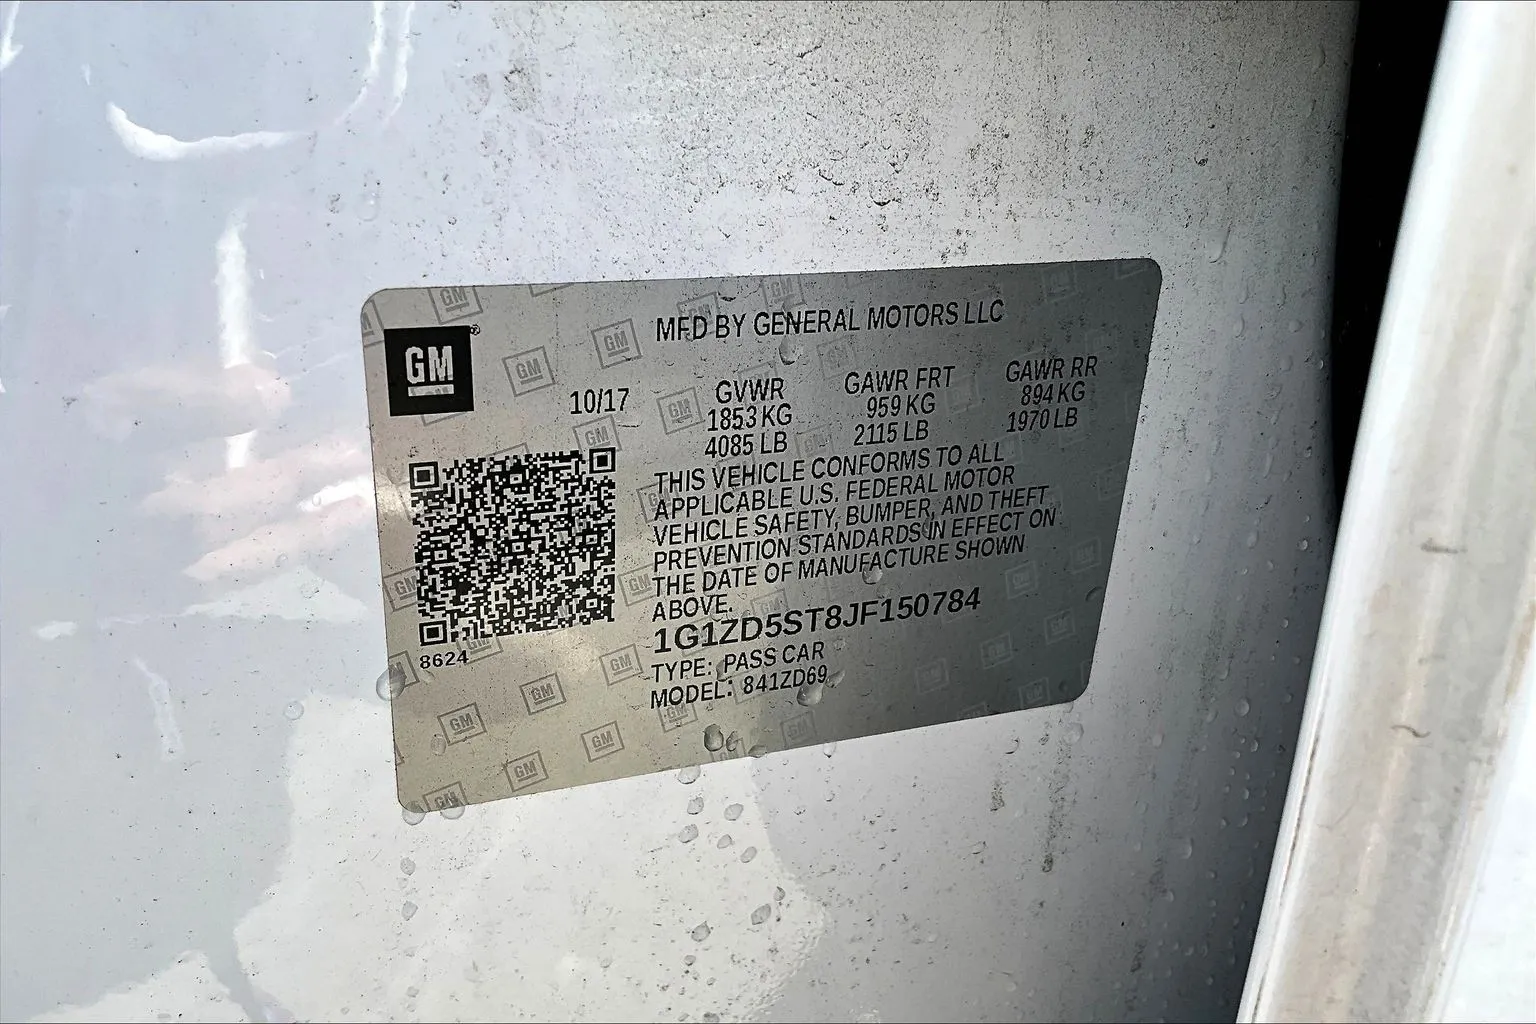 GM
MFD BY GENERAL MOTORS LLC
10/17
GVWR
1853 KG
4085 LB
GAWR FRT
959 KG
2115 LB
GAWR RR
894 KG
1970 LB
THIS VEHICLE CONFORMS TO ALL
APPLICABLE U.S. FEDERAL MOTOR
VEHICLE SAFETY, BUMPER, AND THEFT
PREVENTION STANDARDS IN EFFECT ON
THE DATE OF MANUFACTURE SHOWN
ABOVE.
1G1ZD5ST8JF150784
TYPE: PASS CAR
MODEL: 841ZD69
8624